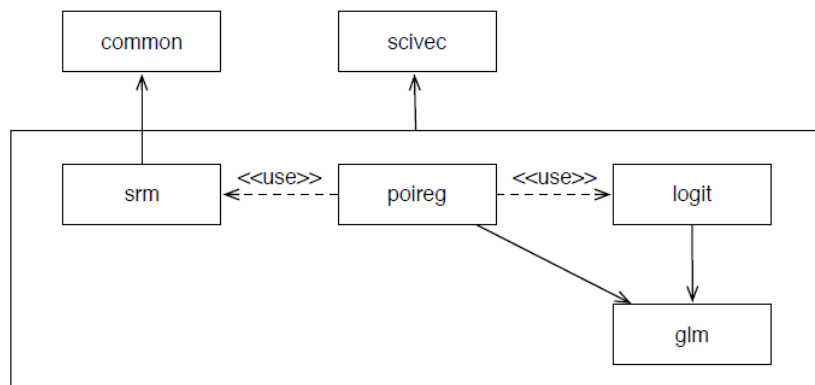 common
scivec
<<use>>
<<use>>
srm
poireg
logit
glm